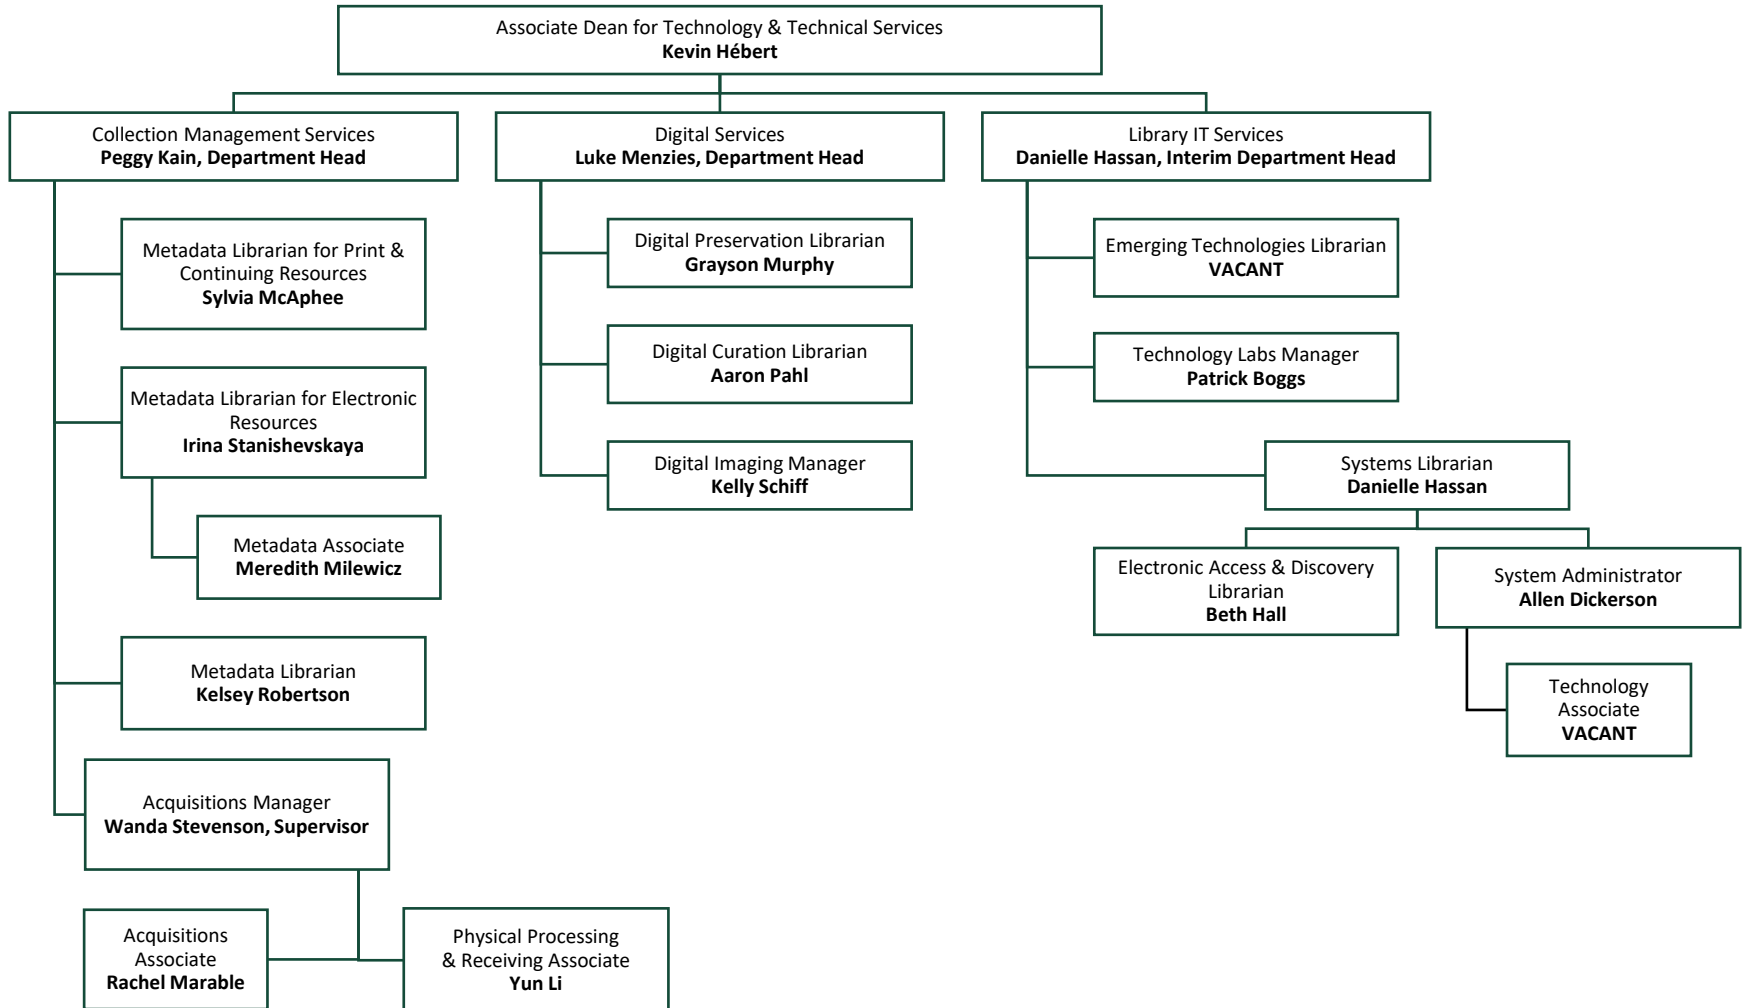 Associate Dean for Technology & Technical Services
Kevin Hébert
Collection Management Services
Peggy Kain, Department Head
Digital Services
Luke Menzies, Department Head
Library IT Services
Danielle Hassan, Interim Department Head
Metadata Librarian for Print &
Continuing Resources
Sylvia McAphee
Metadata Librarian for Electronic
Resources
Irina Stanishevskaya
Metadata Associate
Meredith Milewicz
Metadata Librarian
Kelsey Robertson
Acquisitions Manager
Wanda Stevenson, Supervisor
Acquisitions
Associate
Rachel Marable
Physical Processing
& Receiving Associate
Yun Li
Digital Preservation Librarian
Grayson Murphy
Digital Curation Librarian
Aaron Pahl
Digital Imaging Manager
Kelly Schiff
Emerging Technologies Librarian
VACANT
Technology Labs Manager
Patrick Boggs
Systems Librarian
Danielle Hassan
Electronic Access & Discovery
Librarian
Beth Hall
System Administrator
Allen Dickerson
Technology
Associate
VACANT